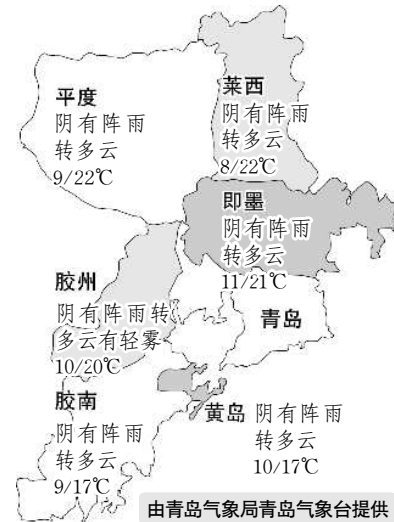 平度
阴有阵雨
转多云
9/22℃
莱西
阴有阵雨
转多云
8/22℃
即墨
阴有阵雨
转多云
11/21℃
胶州
阴有阵雨转
多云有轻雾
10/20℃
青岛
胶南
阴有阵雨
转多云
9/17℃
黄岛 阴有阵雨
转多云
10/17℃
由青岛气象局青岛气象台提供